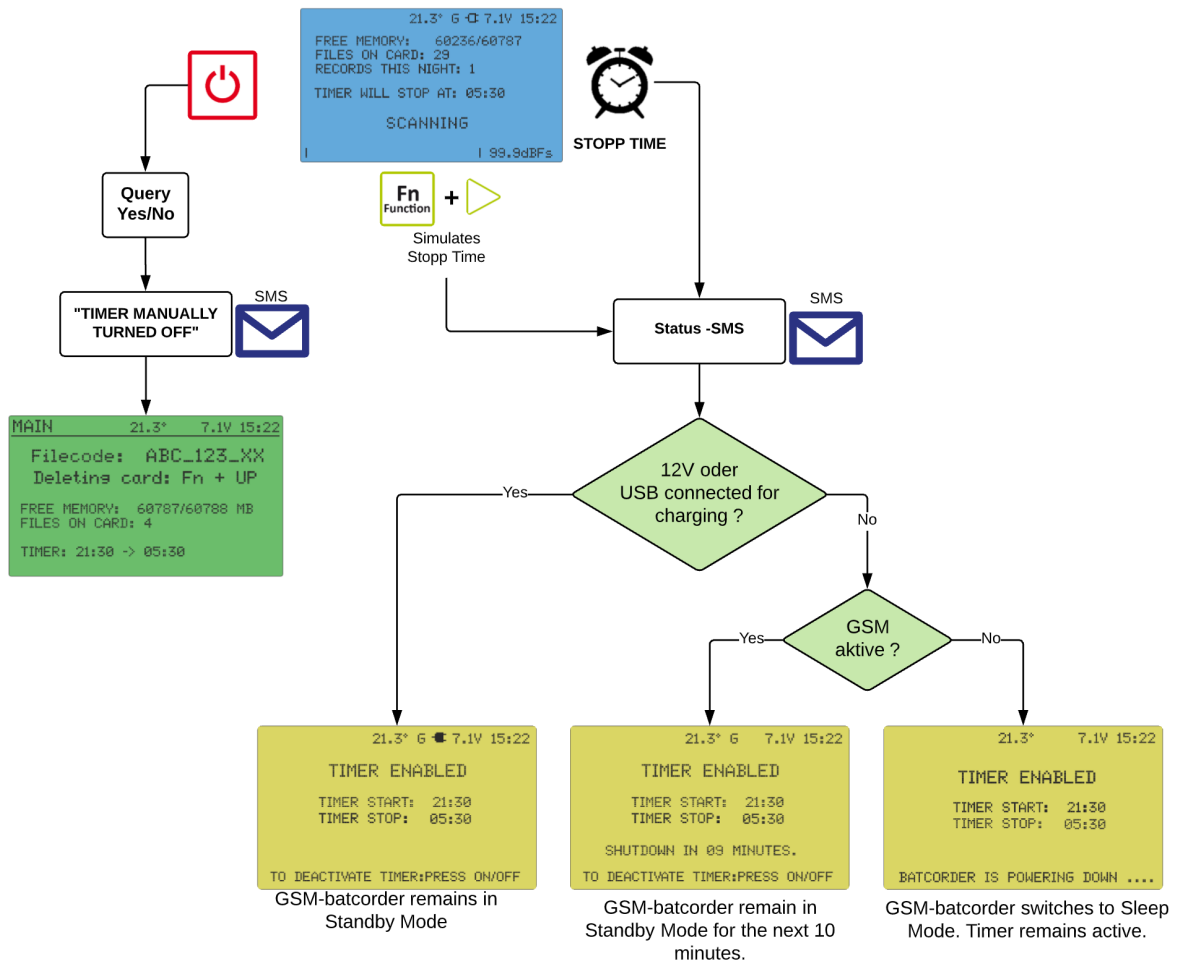 21.3° G 7.1V 15:22
FREE MEMORY: 60236/60787
FILES ON CARD: 29
RECORDS THIS NIGHT: 1
TIMER WILL STOP AT: 05:30
SCANNING
99.9dBFs
STOPP TIME
Fn
Function
+
Simulates
Stopp Time
Query
Yes/No
"TIMER MANUALLY
TURNED OFF"
SMS
MAIN 21.3° 7.1V 15:22
Filecode: ABC_123_XX
Deleting card: Fn + UP
FREE MEMORY: 60787/60788 MB
FILES ON CARD: 4
TIMER: 21:30 -> 05:30
Status -SMS
SMS
12V oder
USB connected for
charging ?
Yes
No
GSM
aktive ?
Yes
No
21.3° G 7.1V 15:22
TIMER ENABLED
TIMER START: 21:30
TIMER STOP: 05:30
TO DEACTIVATE TIMER:PRESS ON/OFF
GSM-batcorder remains in
Standby Mode
21.3° G 7.1V 15:22
TIMER ENABLED
TIMER START: 21:30
TIMER STOP: 05:30
SHUTDOWN IN 09 MINUTES.
TO DEACTIVATE TIMER:PRESS ON/OFF
GSM-batcorder remain in
Standby Mode for the next 10
minutes.
21.3° 7.1V 15:22
TIMER ENABLED
TIMER START: 21:30
TIMER STOP: 05:30
BATCORDER IS POWERING DOWN ....
GSM-batcorder switches to Sleep
Mode. Timer remains active.